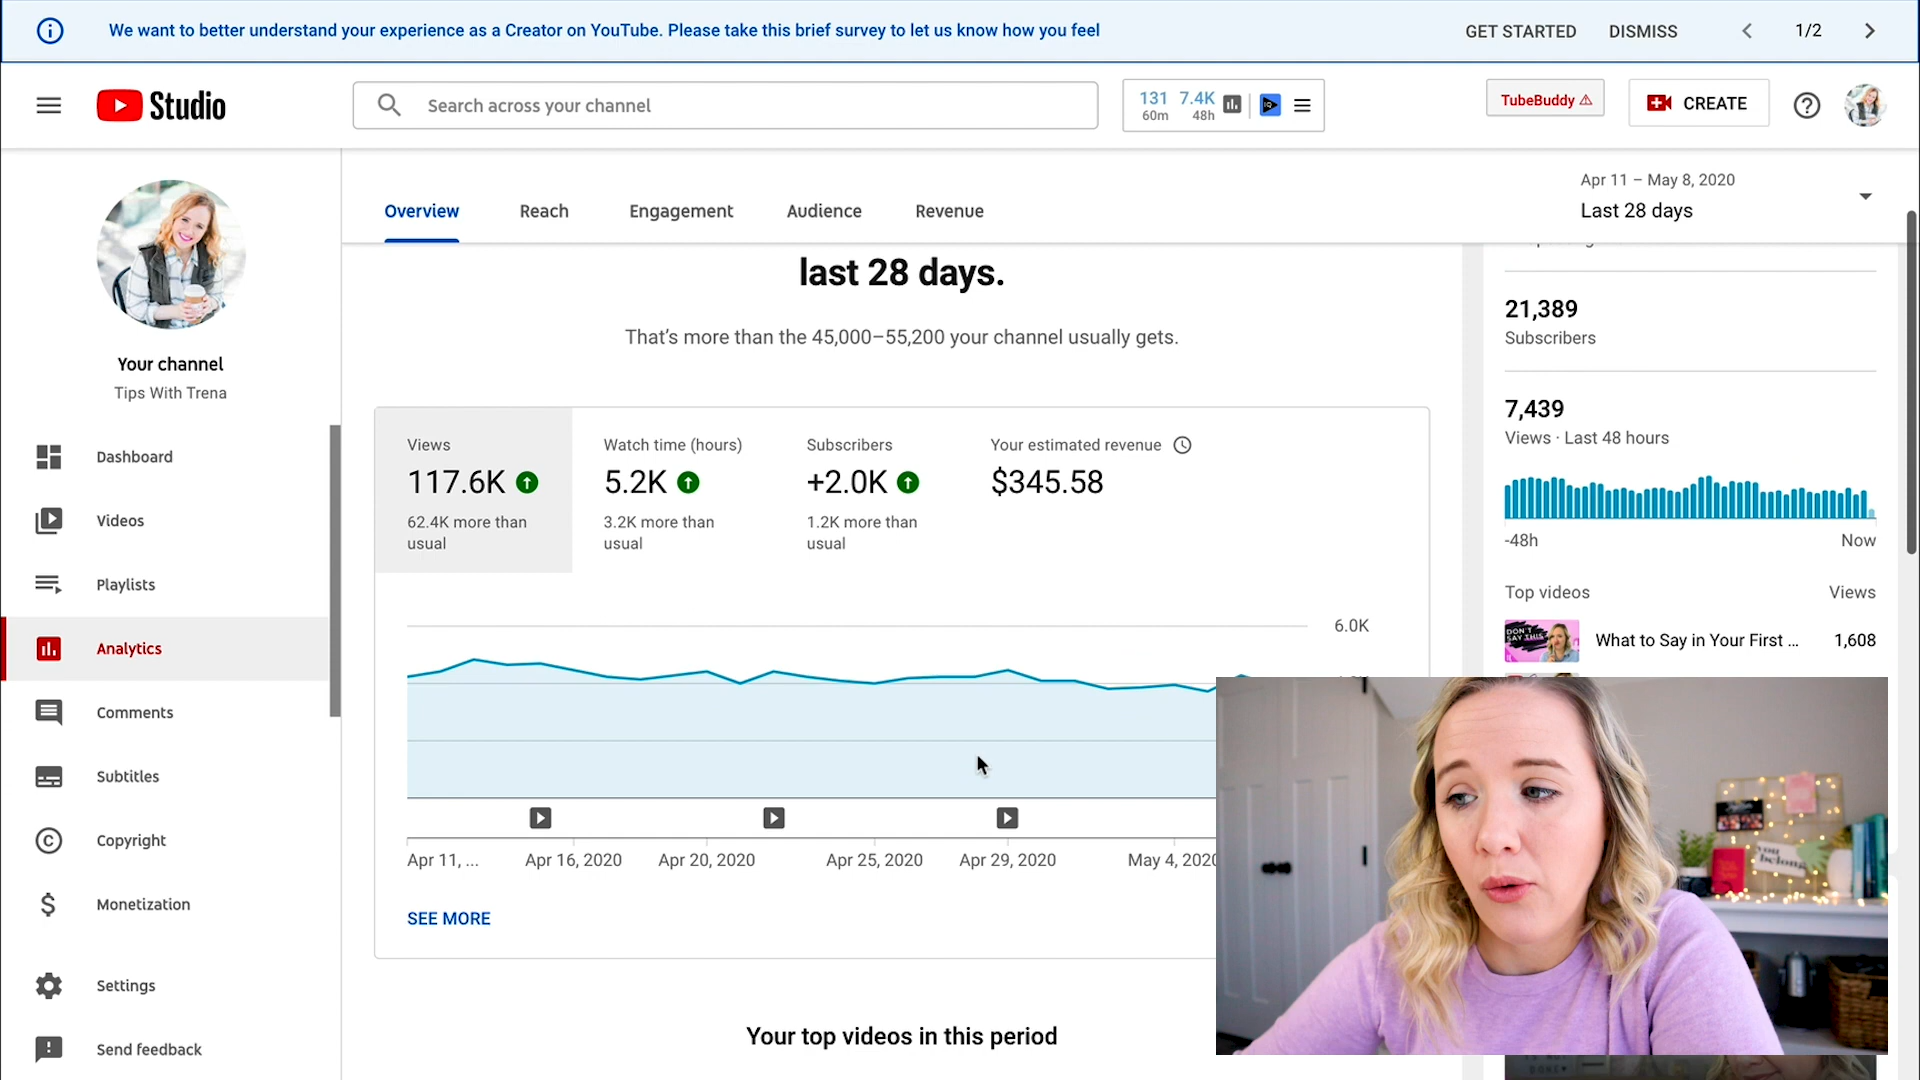 We want to better understand your experience as a Creator on YouTube. Please take this brief survey to let us know how you feel
GET STARTED
DISMISS
1/2
Studio
Search across your channel
131 7.4K
60m 48h
TubeBuddy
CREATE
Your channel
Tips With Trena
Dashboard
Videos
Playlists
Analytics
Comments
Subtitles
Copyright
Monetization
Settings
Send feedback
Overview
Reach
Engagement
Audience
Revenue
Apr 11 – May 8, 2020
Last 28 days
last 28 days.
That's more than the 45,000–55,200 your channel usually gets.
Views
117.6K
62.4K more than
usual
Watch time (hours)
5.2K
3.2K more than
usual
Subscribers
+2.0K
1.2K more than
usual
Your estimated revenue
$345.58
6.0K
Apr 11, ...
Apr 16, 2020
Apr 20, 2020
Apr 25, 2020
Apr 29, 2020
May 4, 2020
SEE MORE
Your top videos in this period
21,389
Subscribers
7,439
Views · Last 48 hours
-48h
Now
Top videos
Views
DON'T
SAY THIS
What to Say in Your First ...
1,608
you
belong